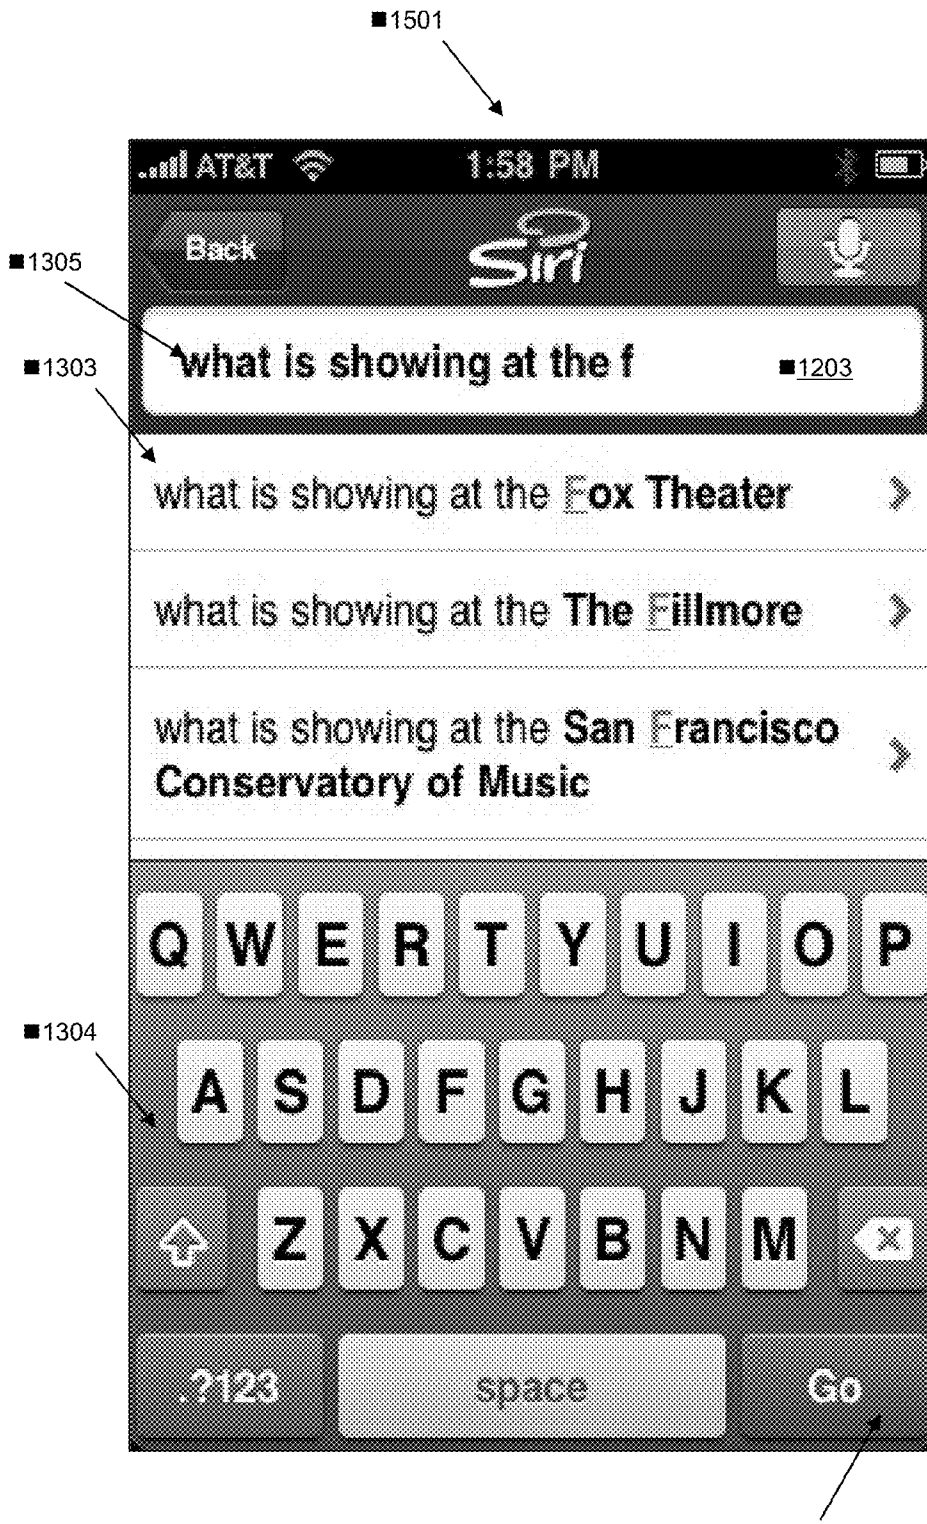 ■1501
AT&T 1:58 PM
Back Siri
■1305
what is showing at the f ■1203
■1303
what is showing at the Fox Theater
what is showing at the The Fillmore
what is showing at the San Francisco
Conservatory of Music
Q W E R T Y U I O P
■1304
A S D F G H J K L
Z X C V B N M
.?123 space Go